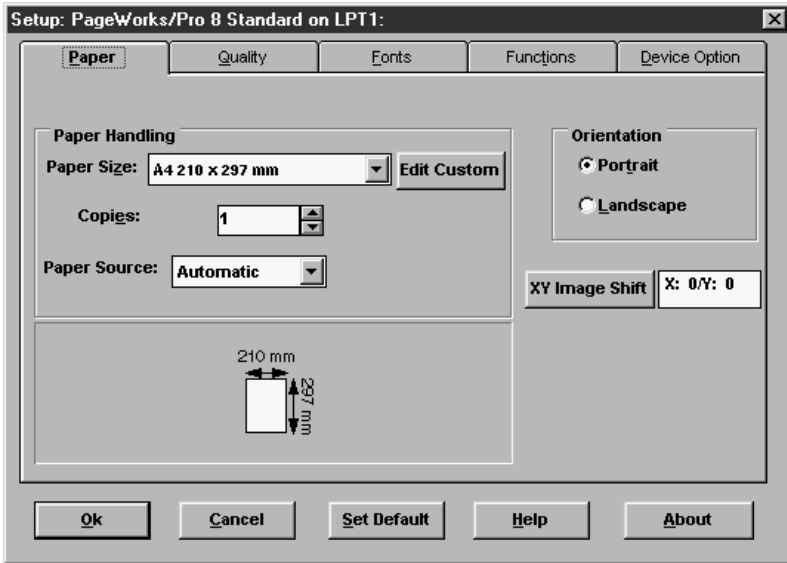 Setup: PageWorks/Pro 8 Standard on LPT1:
Paper
Quality
Fonts
Functions
Device Option
Paper Handling
Paper Size: A4 210 x 297 mm Edit Custom
Copies: 1
Paper Source: Automatic
Orientation
Portrait
Landscape
XY Image Shift X: 0/Y: 0
210 mm
297 mm
Ok
Cancel
Set Default
Help
About